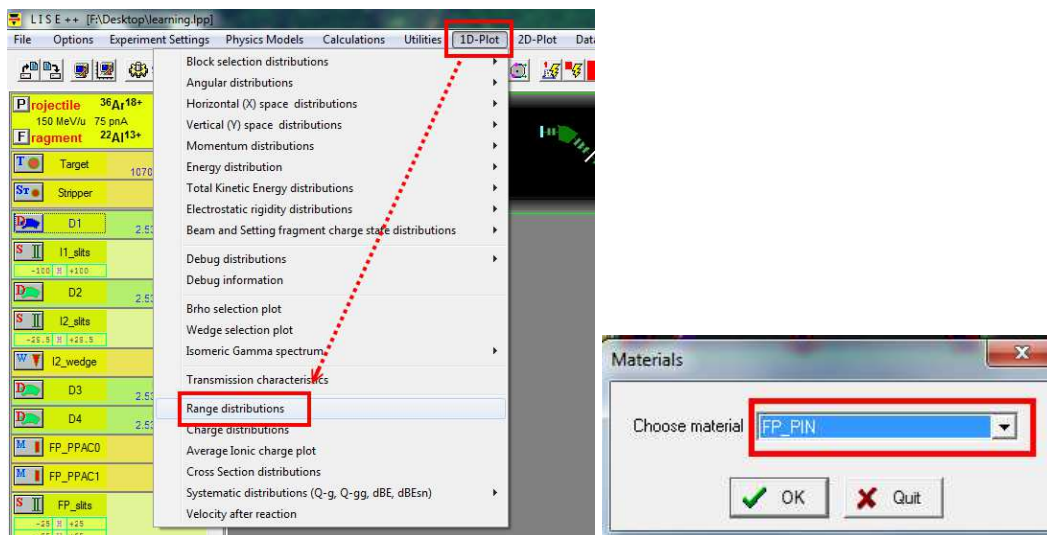 LISE++ [F:\Desktop\learning.lpp]
File Options Experiment Settings Physics Models Calculations Utilities 1D-Plot 2D-Plot
Projectile 36Ar18+
150 MeV/u 75 pnA
Fragment 22Al13+
T Target 1070
ST Stripper
D D1
S I1_slits
-100 H +100
D D2
S I2_slits
W I2_wedge
D D3
D D4
M FP_PPAC0
M FP_PPAC1
S FP_slits
-25 H +25
Block selection distributions
Angular distributions
Horizontal (X) space distributions
Vertical (Y) space distributions
Momentum distributions
Energy distribution
Total Kinetic Energy distributions
Electrostatic rigidity distributions
Beam and Setting fragment charge state distributions
Debug distributions
Debug information
Brho selection plot
Wedge selection plot
Isomeric Gamma spectrum
Transmission characteristics
Range distributions
Charge distributions
Average Ionic charge plot
Cross Section distributions
Systematic distributions (Q-g, Q-gg, dBE, dBEsn)
Velocity after reaction
Materials
Choose material FP_PIN
OK Quit